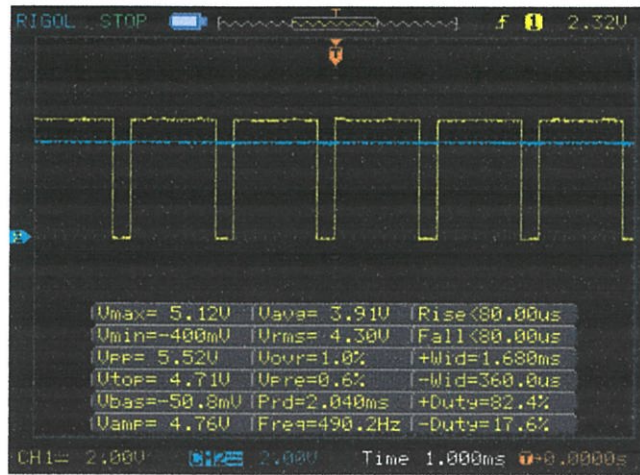 RIGOL STOP T f 1 2.32V
T
2
Vmax= 5.12V Vavg= 3.91V Rise<80.00us
Vmin=-400mV Vrms= 4.30V Fall<80.00us
Vpp= 5.52V Vovr=1.0% +Wid=1.680ms
Vtop= 4.71V Vpre=0.6% -Wid=360.0us
Vbas=-50.8mV Prd=2.040ms +Duty=82.4%
Vamp= 4.76V Freq=490.2Hz -Duty=17.6%
CH1= 2.00V CH2= 2.00V Time 1.000ms T→0.0000s